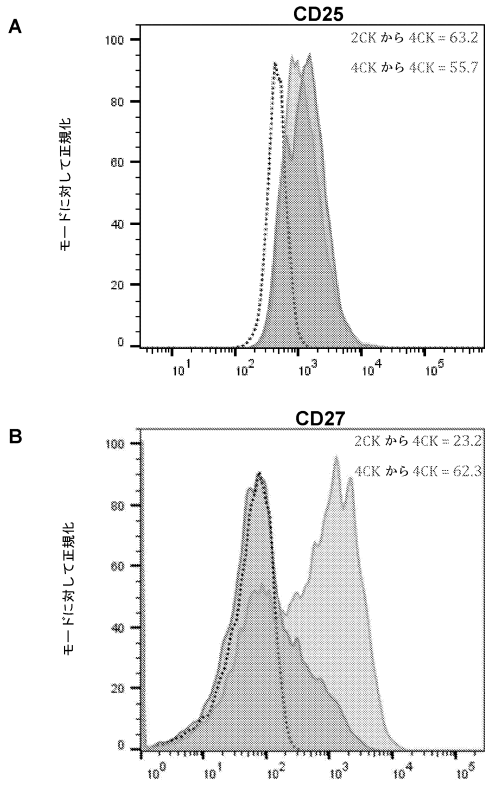 A
CD25
2CK から 4CK = 63.2
4CK から 4CK = 55.7
モードに対して正規化
100
80
60
40
20
0
10¹ 10² 10³ 10⁴ 10⁵
B
CD27
2CK から 4CK = 23.2
4CK から 4CK = 62.3
モードに対して正規化
100
80
60
40
20
0
10⁰ 10¹ 10² 10³ 10⁴ 10⁵